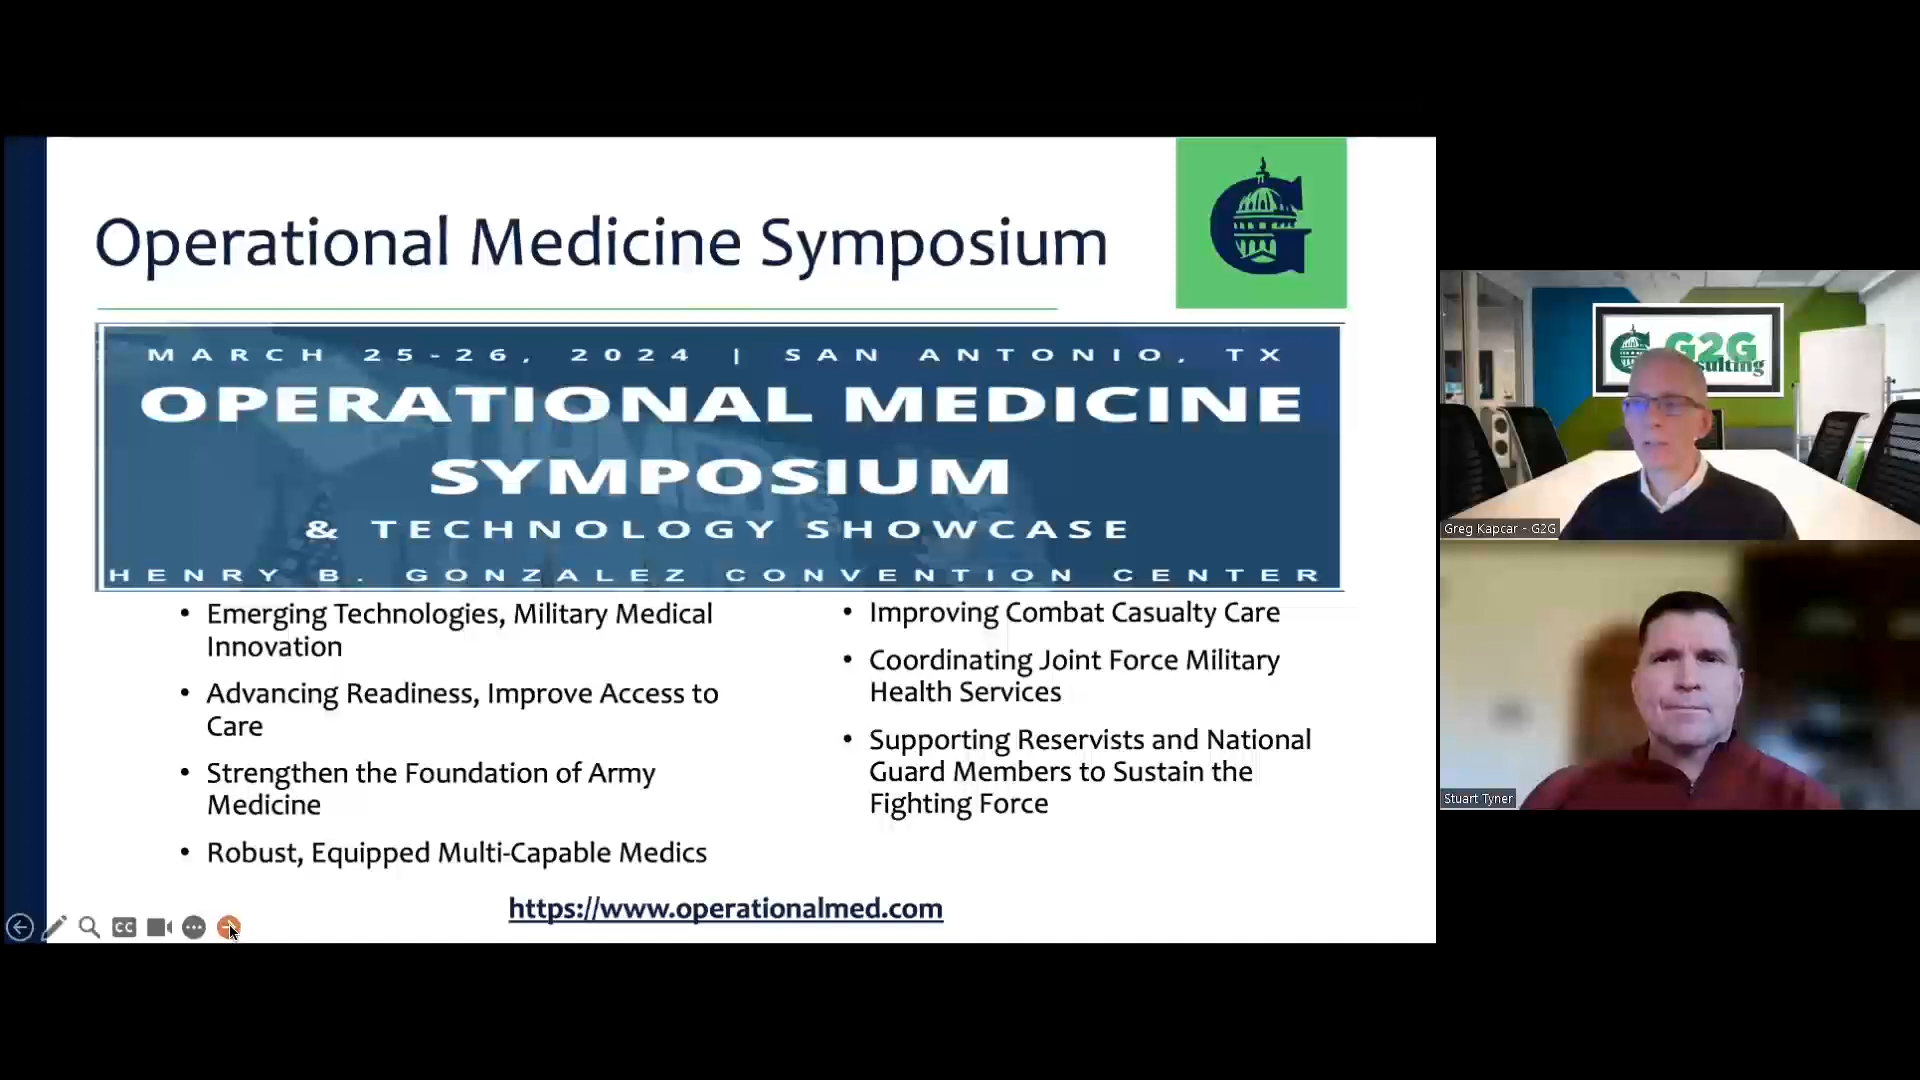 Operational Medicine Symposium
MARCH 25-26, 2024 | SAN ANTONIO, TX
OPERATIONAL MEDICINE
SYMPOSIUM
& TECHNOLOGY SHOWCASE
HENRY B. GONZALEZ CONVENTION CENTER
• Emerging Technologies, Military Medical
Innovation
• Advancing Readiness, Improve Access to
Care
• Strengthen the Foundation of Army
Medicine
• Robust, Equipped Multi-Capable Medics
• Improving Combat Casualty Care
• Coordinating Joint Force Military
Health Services
• Supporting Reservists and National
Guard Members to Sustain the
Fighting Force
https://www.operationalmed.com
CC
G2G
Greg Kapcar - G2G
Stuart Tyner